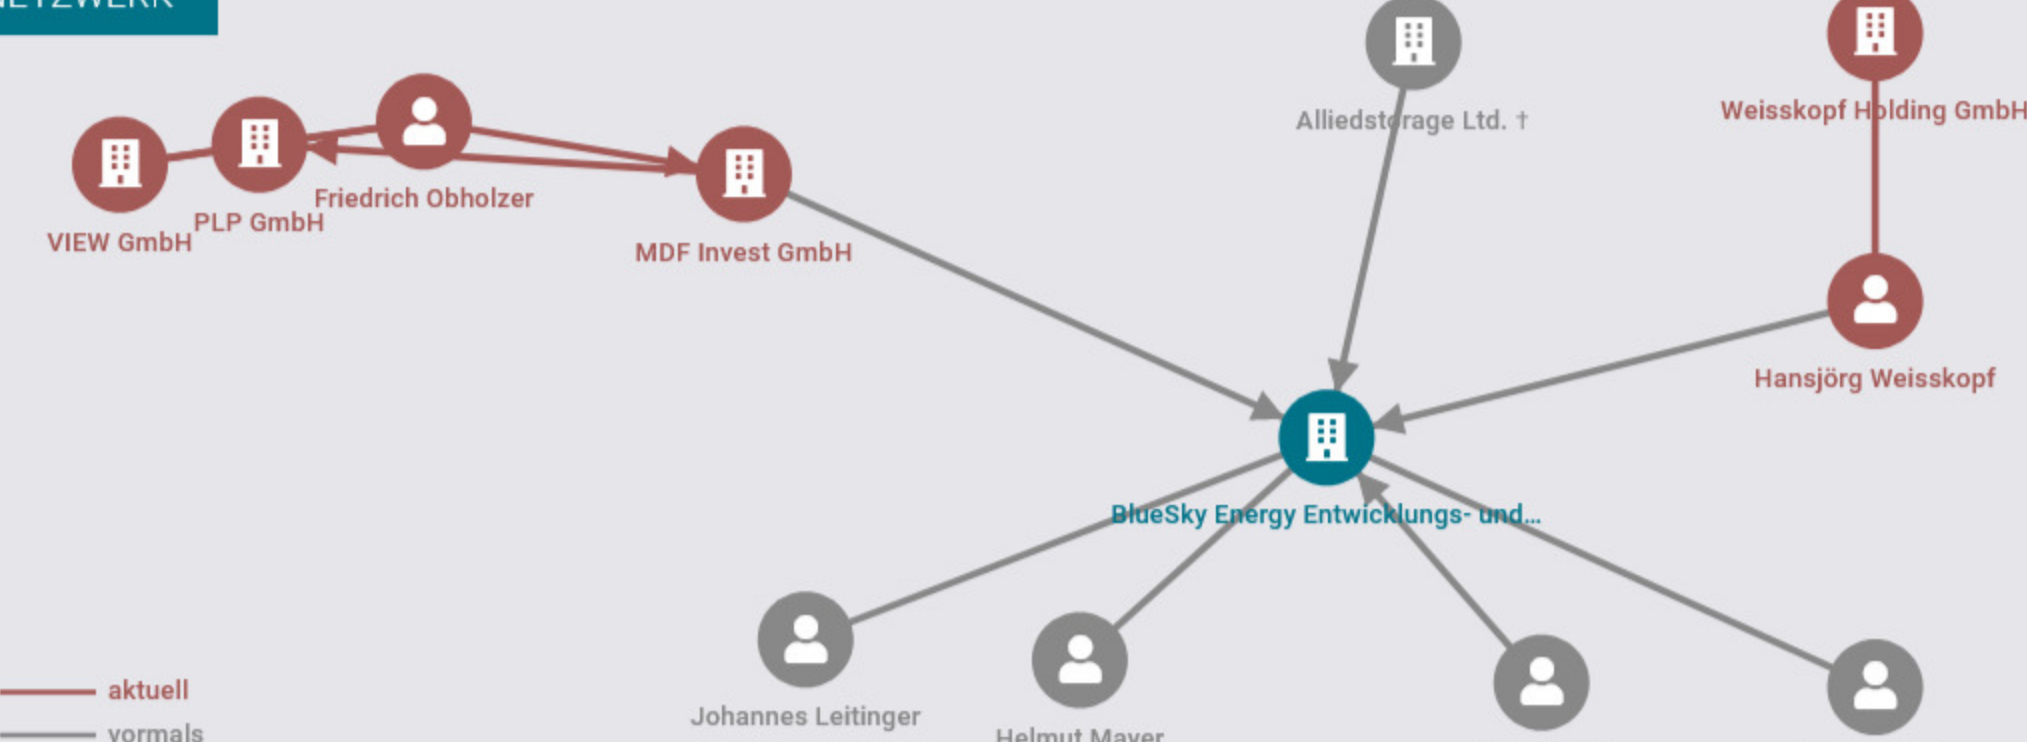 NETZWERK
Alliedstorage Ltd. †
Weisskopf Holding GmbH
Friedrich Obholzer
PLP GmbH
VIEW GmbH
MDF Invest GmbH
Hansjörg Weisskopf
BlueSky Energy Entwicklungs- und...
aktuell
Johannes Leitinger
vormals
Helmut Mayer